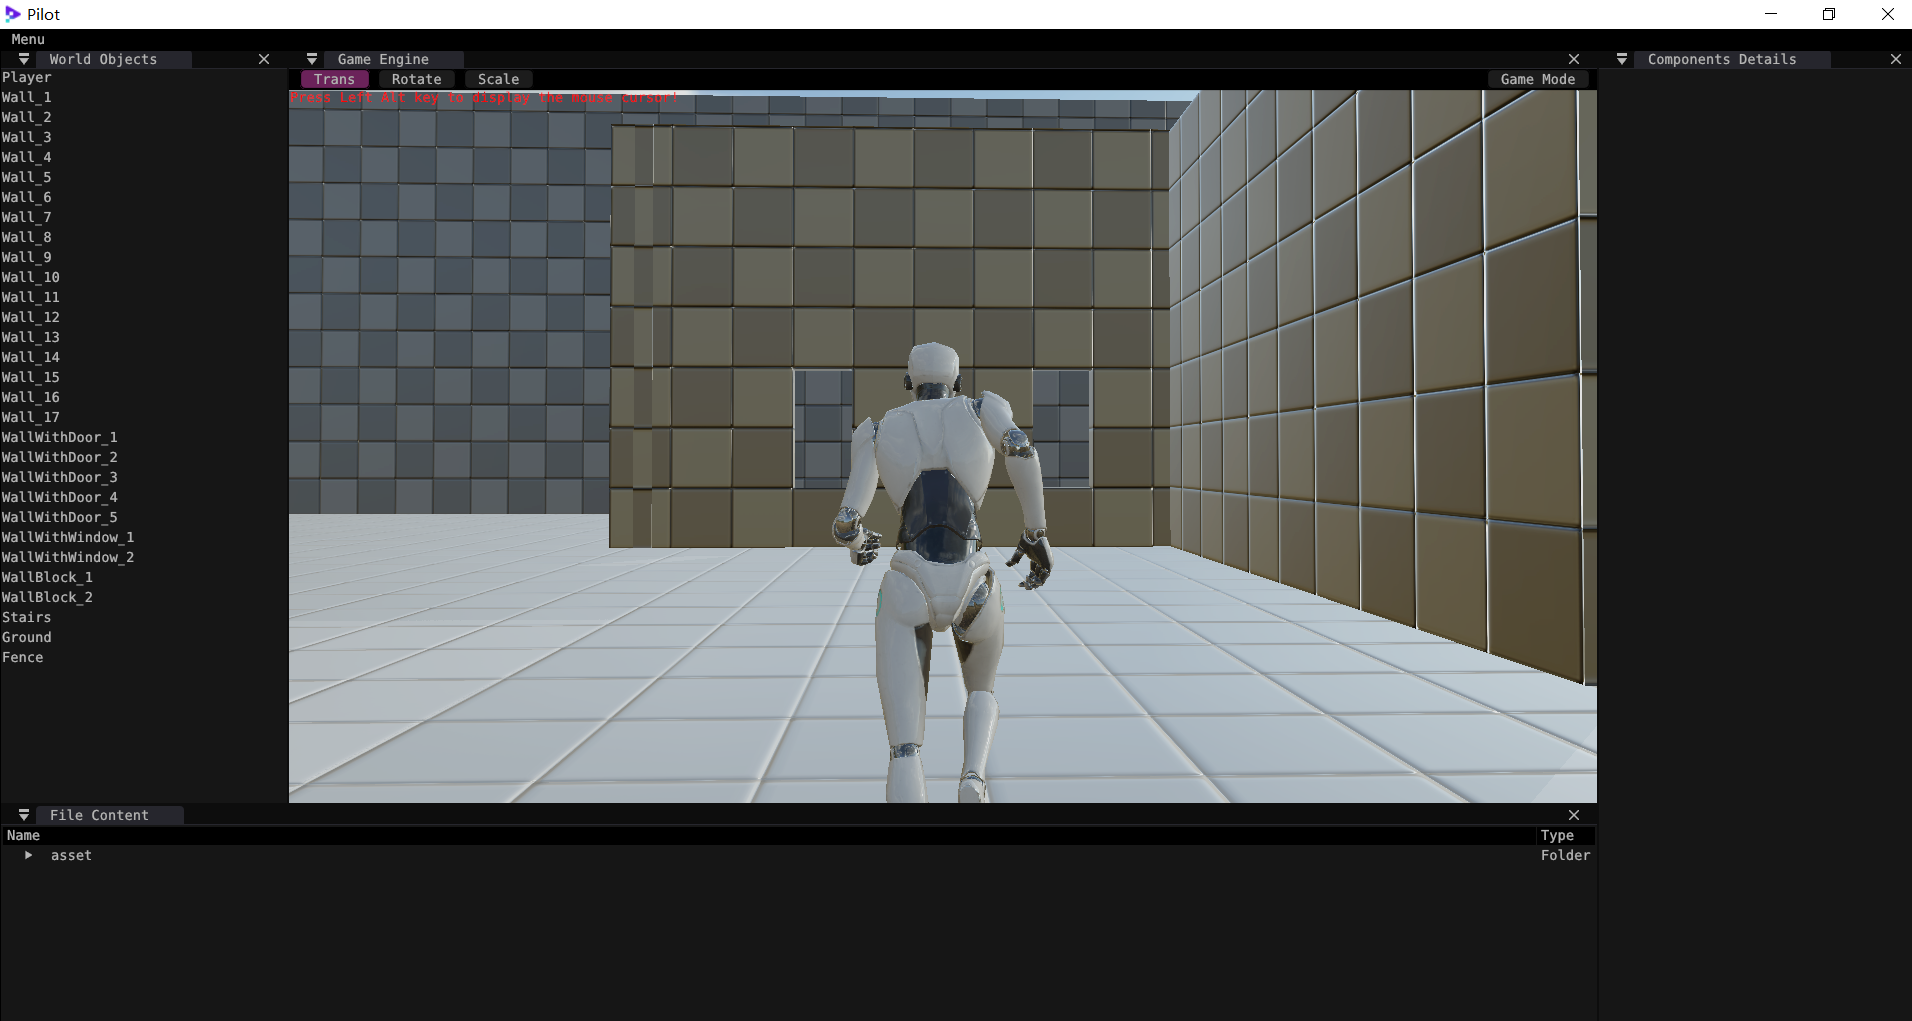 Pilot
Menu
World Objects
Player
Wall_1
Wall_2
Wall_3
Wall_4
Wall_5
Wall_6
Wall_7
Wall_8
Wall_9
Wall_10
Wall_11
Wall_12
Wall_13
Wall_14
Wall_15
Wall_16
Wall_17
WallWithDoor_1
WallWithDoor_2
WallWithDoor_3
WallWithDoor_4
WallWithDoor_5
WallWithWindow_1
WallWithWindow_2
WallBlock_1
WallBlock_2
Stairs
Ground
Fence
Game Engine
Trans Rotate Scale Game Mode
Press Left Alt key to display the mouse cursor!
Components Details
File Content
Name Type
asset Folder